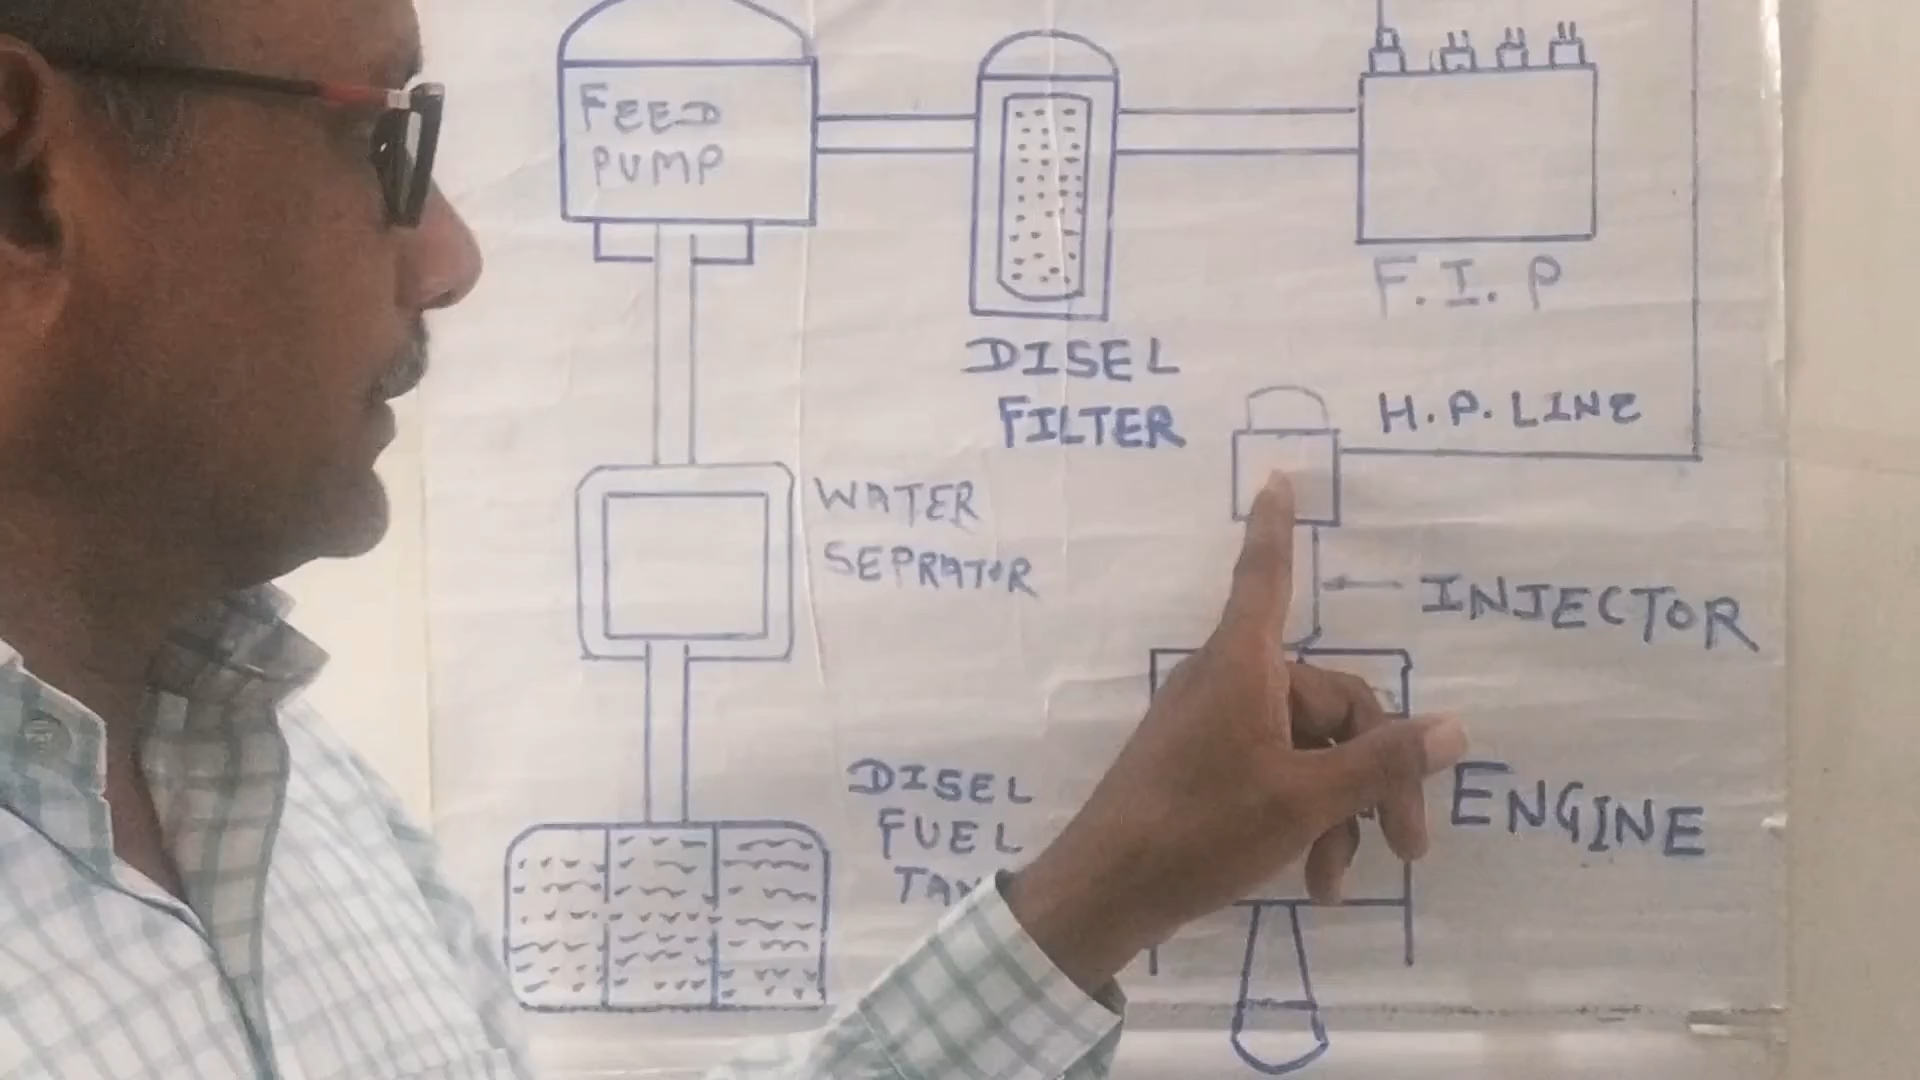 FEED
PUMP
DISEL
FILTER
F.I.P
H.P. LINE
WATER
SEPRATOR
INJECTOR
DISEL
FUEL
ENGINE